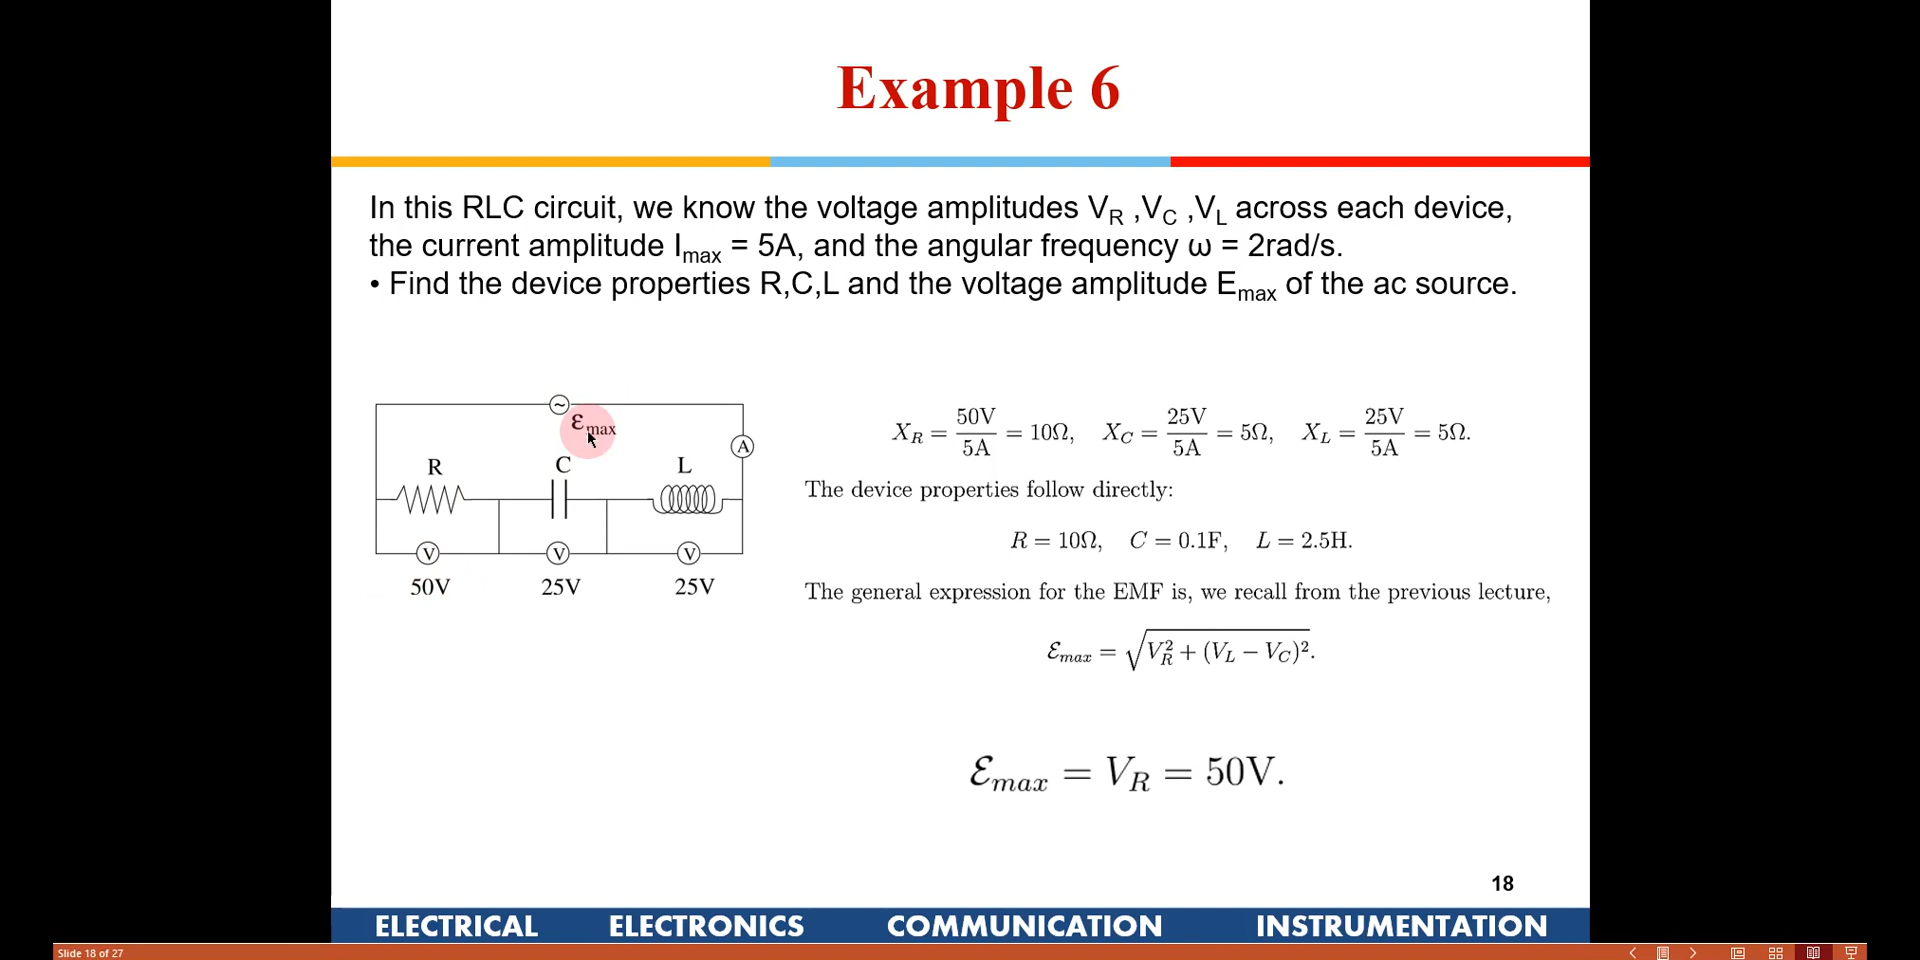 Example 6
In this RLC circuit, we know the voltage amplitudes V_R ,V_C ,V_L across each device,
the current amplitude I_max = 5A, and the angular frequency ω = 2rad/s.
• Find the device properties R,C,L and the voltage amplitude E_max of the ac source.
~
ℰ_max
A
R C L
V V V
50V 25V 25V
X_R = 50V/5A = 10Ω, X_C = 25V/5A = 5Ω, X_L = 25V/5A = 5Ω.
The device properties follow directly:
R = 10Ω, C = 0.1F, L = 2.5H.
The general expression for the EMF is, we recall from the previous lecture,
ℰ_max = √(V_R² + (V_L − V_C)²).
ℰ_max = V_R = 50V.
18
ELECTRICAL ELECTRONICS COMMUNICATION INSTRUMENTATION
Slide 18 of 27